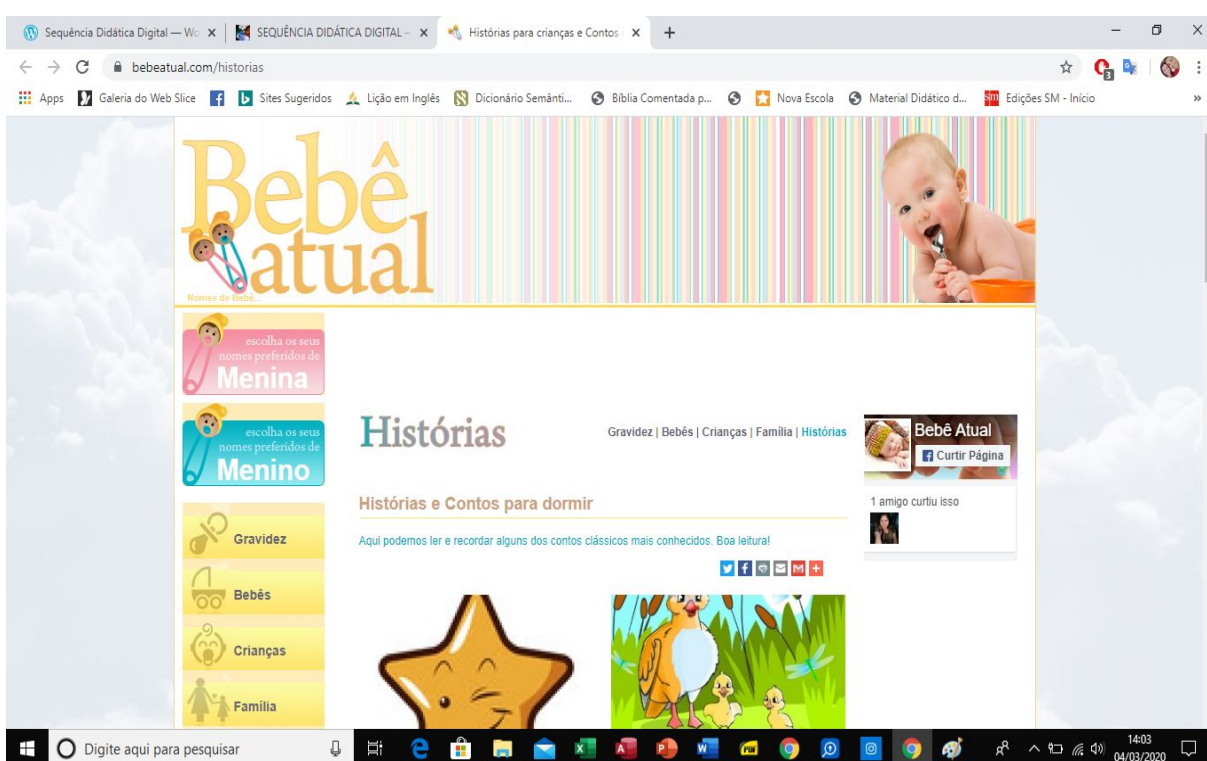 Sequência Didática Digital — Wo
SEQUÊNCIA DIDÁTICA DIGITAL –
Histórias para crianças e Contos
bebeatual.com/historias
3
Apps
Galeria do Web Slice
Sites Sugeridos
Lição em Inglês
Dicionário Semânti...
Bíblia Comentada p...
Nova Escola
Material Didático d...
sm
Edições SM - Início
»
Bebê
atual
Nomes de Bebé...
escolha os seus
nomes preferidos de
Menina
escolha os seus
nomes preferidos de
Menino
Gravidez
Bebês
Crianças
Família
Histórias
Gravidez | Bebês | Crianças | Família | Histórias
Histórias e Contos para dormir
Aqui podemos ler e recordar alguns dos contos clássicos mais conhecidos. Boa leitura!
Bebê Atual
Curtir Página
1 amigo curtiu isso
Digite aqui para pesquisar
14:03
04/03/2020